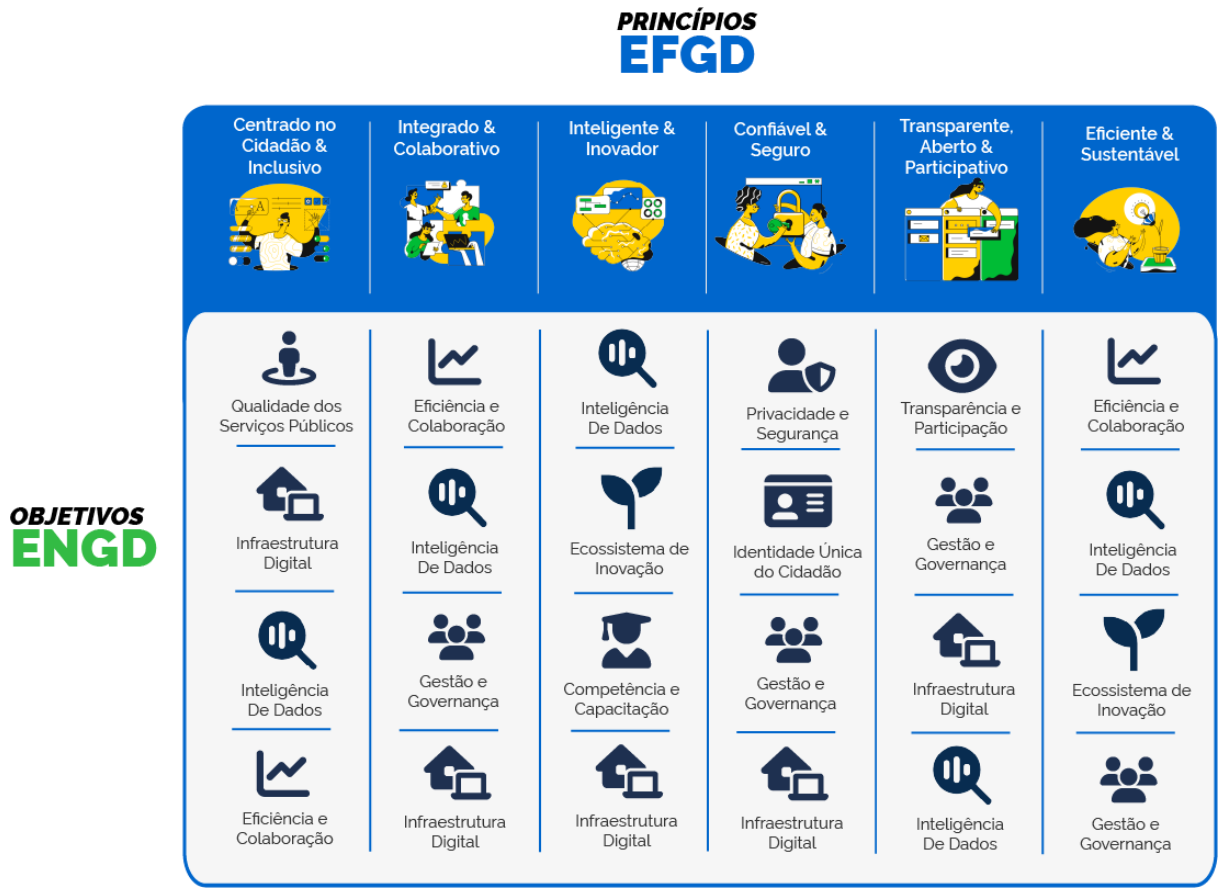 PRINCÍPIOS
EFGD
Centrado no
Cidadão &
Inclusivo
Integrado &
Colaborativo
Inteligente &
Inovador
Confiável &
Seguro
Transparente,
Aberto &
Participativo
Eficiente &
Sustentável
OBJETIVOS
ENGD
Qualidade dos
Serviços Públicos
Infraestrutura
Digital
Inteligência
De Dados
Eficiência e
Colaboração
Eficiência e
Colaboração
Inteligência
De Dados
Gestão e
Governança
Infraestrutura
Digital
Inteligência
De Dados
Ecossistema de
Inovação
Competência e
Capacitação
Infraestrutura
Digital
Privacidade e
Segurança
Identidade Única
do Cidadão
Gestão e
Governança
Infraestrutura
Digital
Transparência e
Participação
Gestão e
Governança
Infraestrutura
Digital
Inteligência
De Dados
Eficiência e
Colaboração
Inteligência
De Dados
Ecossistema de
Inovação
Gestão e
Governança